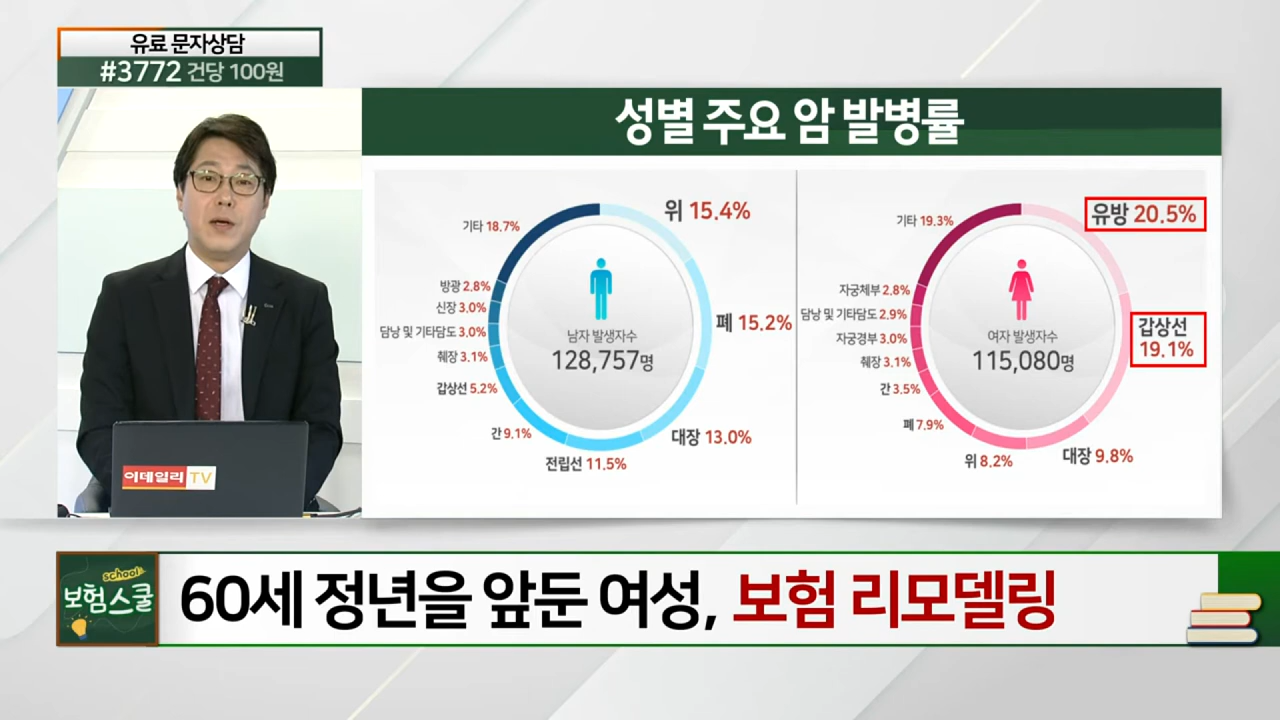 유료 문자상담
#3772 건당 100원
성별 주요 암 발병률
위 15.4%
폐 15.2%
대장 13.0%
전립선 11.5%
간 9.1%
갑상선 5.2%
췌장 3.1%
담낭 및 기타담도 3.0%
신장 3.0%
방광 2.8%
기타 18.7%
남자 발생자수
128,757명
유방 20.5%
갑상선
19.1%
대장 9.8%
위 8.2%
폐 7.9%
간 3.5%
췌장 3.1%
자궁경부 3.0%
담낭 및 기타담도 2.9%
자궁체부 2.8%
기타 19.3%
여자 발생자수
115,080명
이데일리 TV
school
보험스쿨
60세 정년을 앞둔 여성, 보험 리모델링